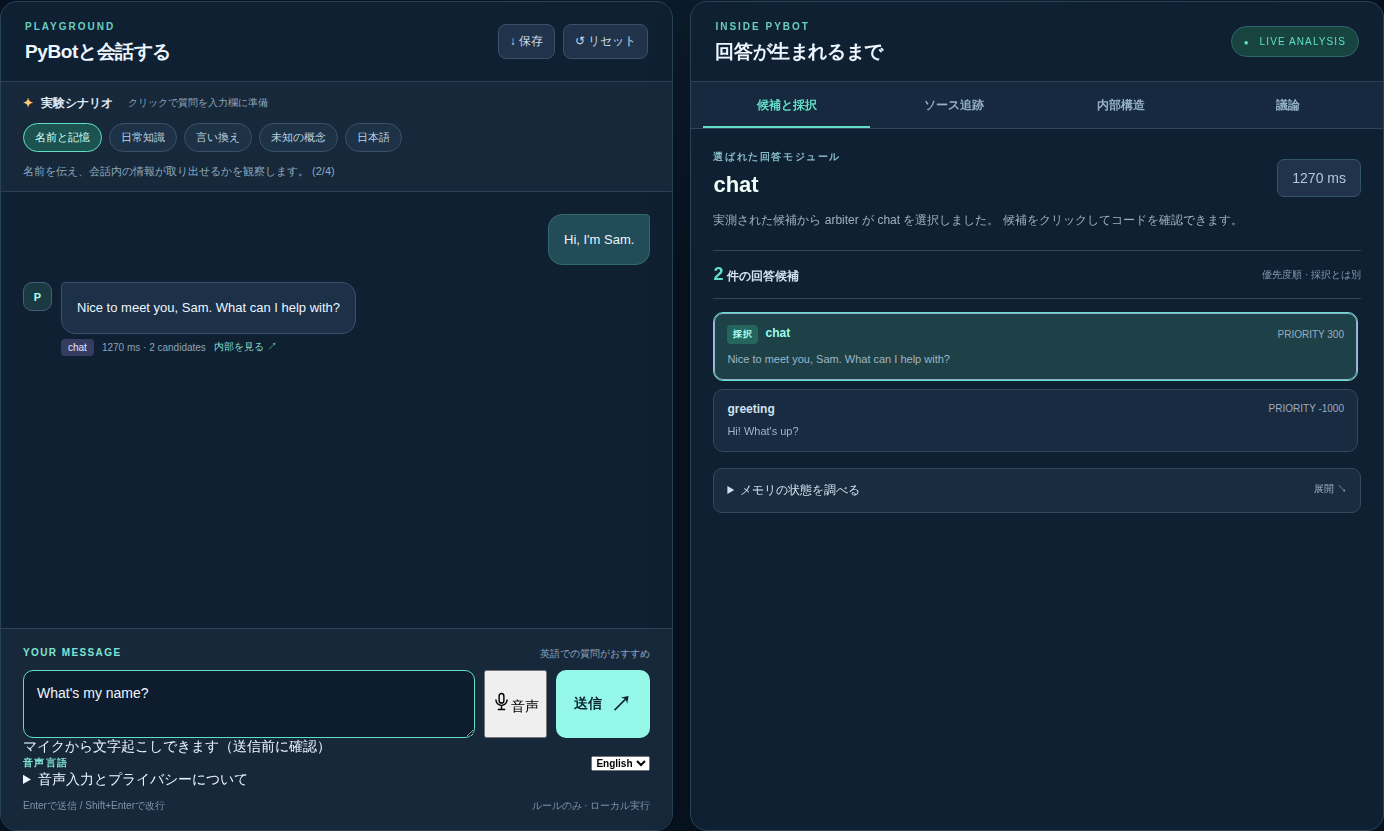 PLAYGROUND
PyBotと会話する
↓ 保存
↺ リセット
✦ 実験シナリオ クリックで質問を入力欄に準備
名前と記憶
日常知識
言い換え
未知の概念
日本語
名前を伝え、会話内の情報が取り出せるかを観察します。 (2/4)
Hi, I'm Sam.
P
Nice to meet you, Sam. What can I help with?
chat 1270 ms · 2 candidates 内部を見る ↗
YOUR MESSAGE
英語での質問がおすすめ
What's my name?
音声
送信 ↗
マイクから文字起こしできます（送信前に確認）
音声言語
English
▶ 音声入力とプライバシーについて
Enterで送信 / Shift+Enterで改行
ルールのみ · ローカル実行
INSIDE PYBOT
回答が生まれるまで
● LIVE ANALYSIS
候補と採択
ソース追跡
内部構造
議論
選ばれた回答モジュール
chat
1270 ms
実測された候補から arbiter が chat を選択しました。 候補をクリックしてコードを確認できます。
2 件の回答候補
優先度順 · 採択とは別
採択 chat
PRIORITY 300
Nice to meet you, Sam. What can I help with?
greeting
PRIORITY -1000
Hi! What's up?
▶ メモリの状態を調べる
展開 ↘